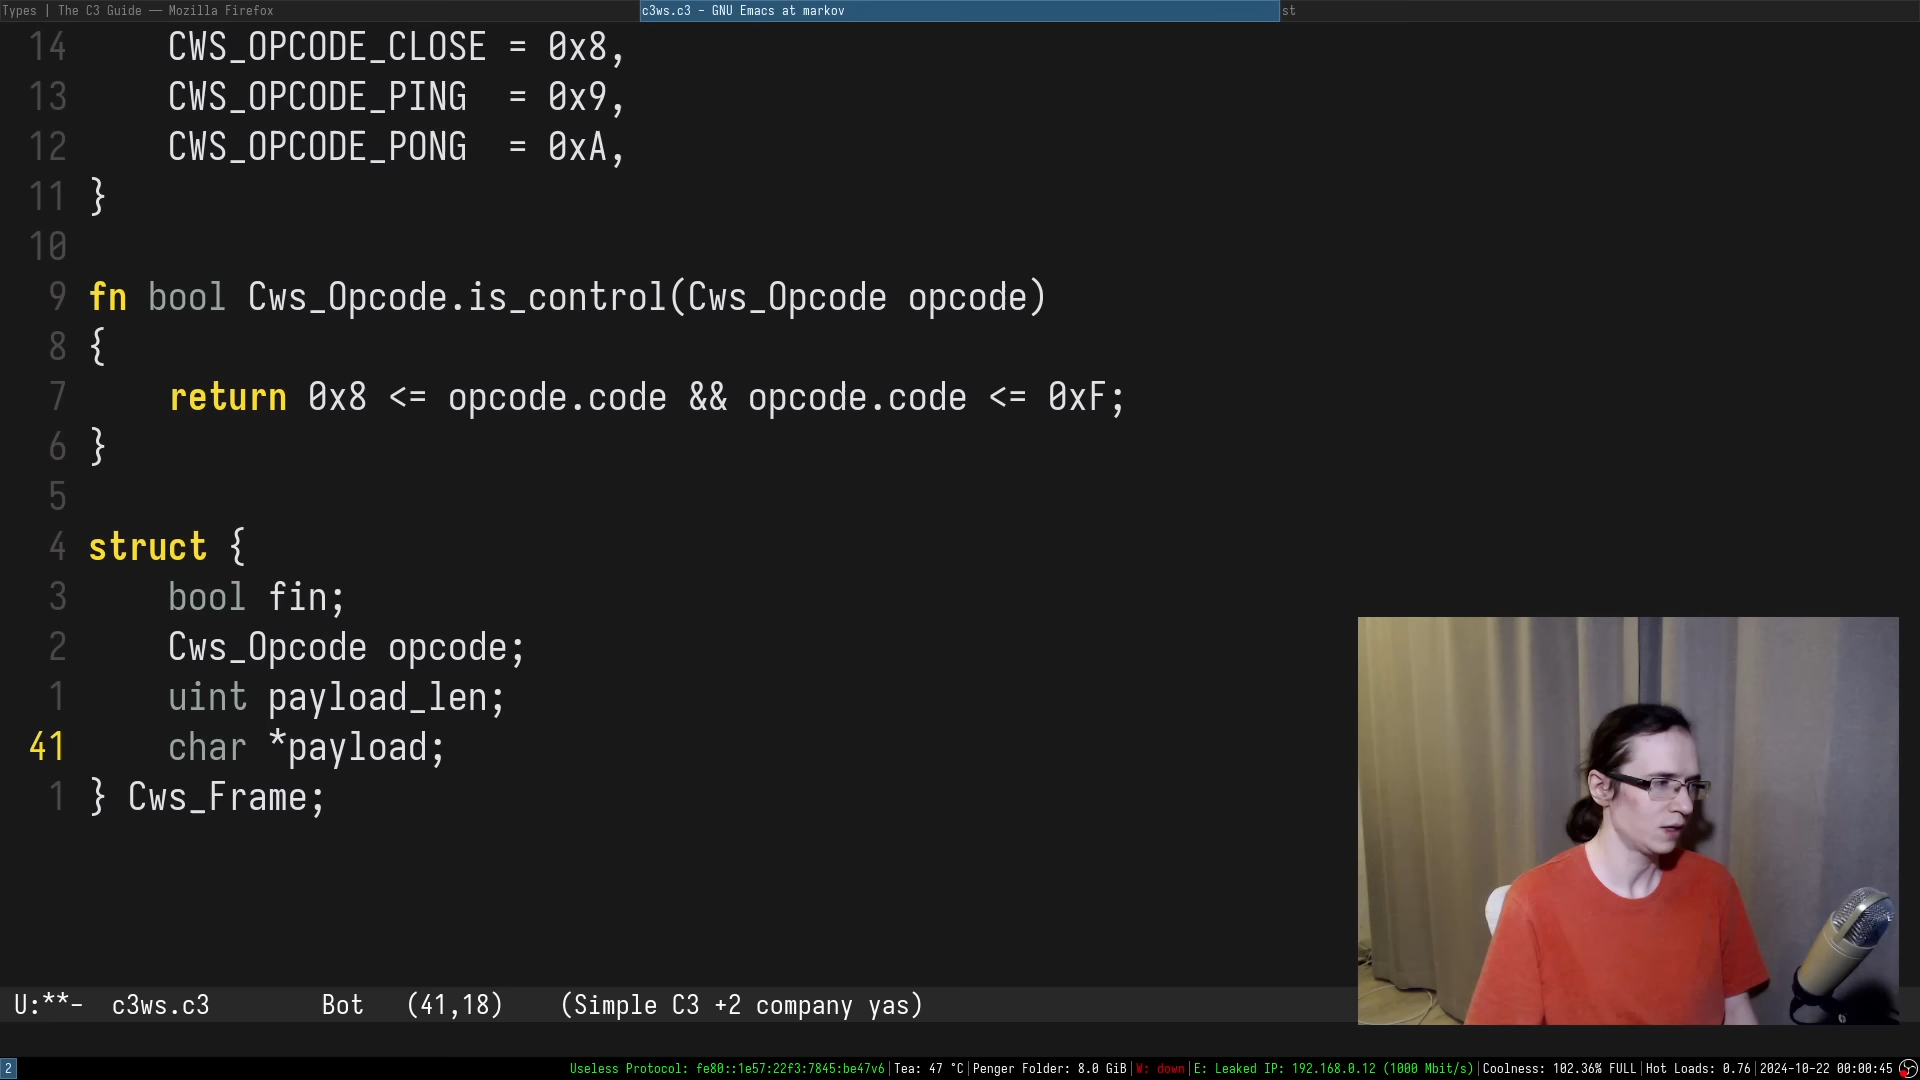 Types | The C3 Guide — Mozilla Firefox
c3ws.c3 - GNU Emacs at markov
st
14 CWS_OPCODE_CLOSE = 0x8,
13 CWS_OPCODE_PING  = 0x9,
12 CWS_OPCODE_PONG  = 0xA,
11 }
10
9 fn bool Cws_Opcode.is_control(Cws_Opcode opcode)
8 {
7 return 0x8 <= opcode.code && opcode.code <= 0xF;
6 }
5
4 struct {
3 bool fin;
2 Cws_Opcode opcode;
1 uint payload_len;
41 char *payload;
1 } Cws_Frame;
U:**- c3ws.c3 Bot (41,18) (Simple C3 +2 company yas)
2 Useless Protocol: fe80::1e57:22f3:7845:be47v6|Tea: 47 °C|Penger Folder: 8.0 GiB|W: down|E: Leaked IP: 192.168.0.12 (1000 Mbit/s)|Coolness: 102.36% FULL|Hot Loads: 0.76|2024-10-22 00:00:45